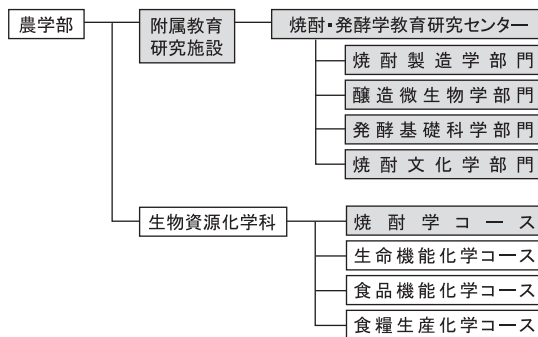 農学部
附属教育
研究施設
焼酎・発酵学教育研究センター
焼酎製造学部門
醸造微生物学部門
発酵基礎科学部門
焼酎文化学部門
生物資源化学科
焼酎学コース
生命機能化学コース
食品機能化学コース
食糧生産化学コース